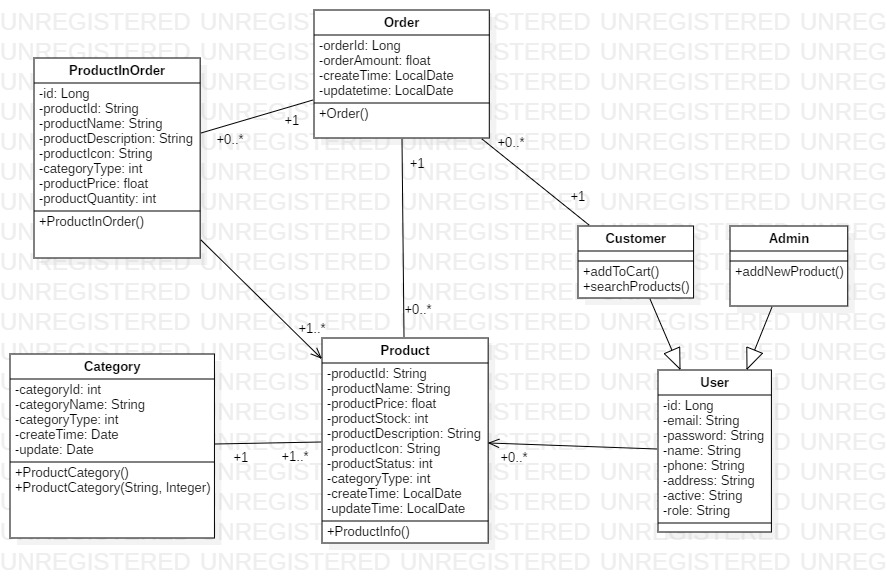 Order
-orderId: Long
-orderAmount: float
-createTime: LocalDate
-updatetime: LocalDate
+Order()
ProductInOrder
-id: Long
-productId: String
-productName: String
-productDescription: String
-productIcon: String
-categoryType: int
-productPrice: float
-productQuantity: int
+ProductInOrder()
+1
+0..*
+0..*
+1
+1
+0..*
+1..*
Customer
+addToCart()
+searchProducts()
Admin
+addNewProduct()
Category
-categoryId: int
-categoryName: String
-categoryType: int
-createTime: Date
-update: Date
+ProductCategory()
+ProductCategory(String, Integer)
+1
+1..*
Product
-productId: String
-productName: String
-productPrice: float
-productStock: int
-productDescription: String
-productIcon: String
-productStatus: int
-categoryType: int
-createTime: LocalDate
-updateTime: LocalDate
+ProductInfo()
+0..*
User
-id: Long
-email: String
-password: String
-name: String
-phone: String
-address: String
-active: String
-role: String
UNREGISTERED UNREGISTERED UNREGISTERED UNREGISTERED UNREG